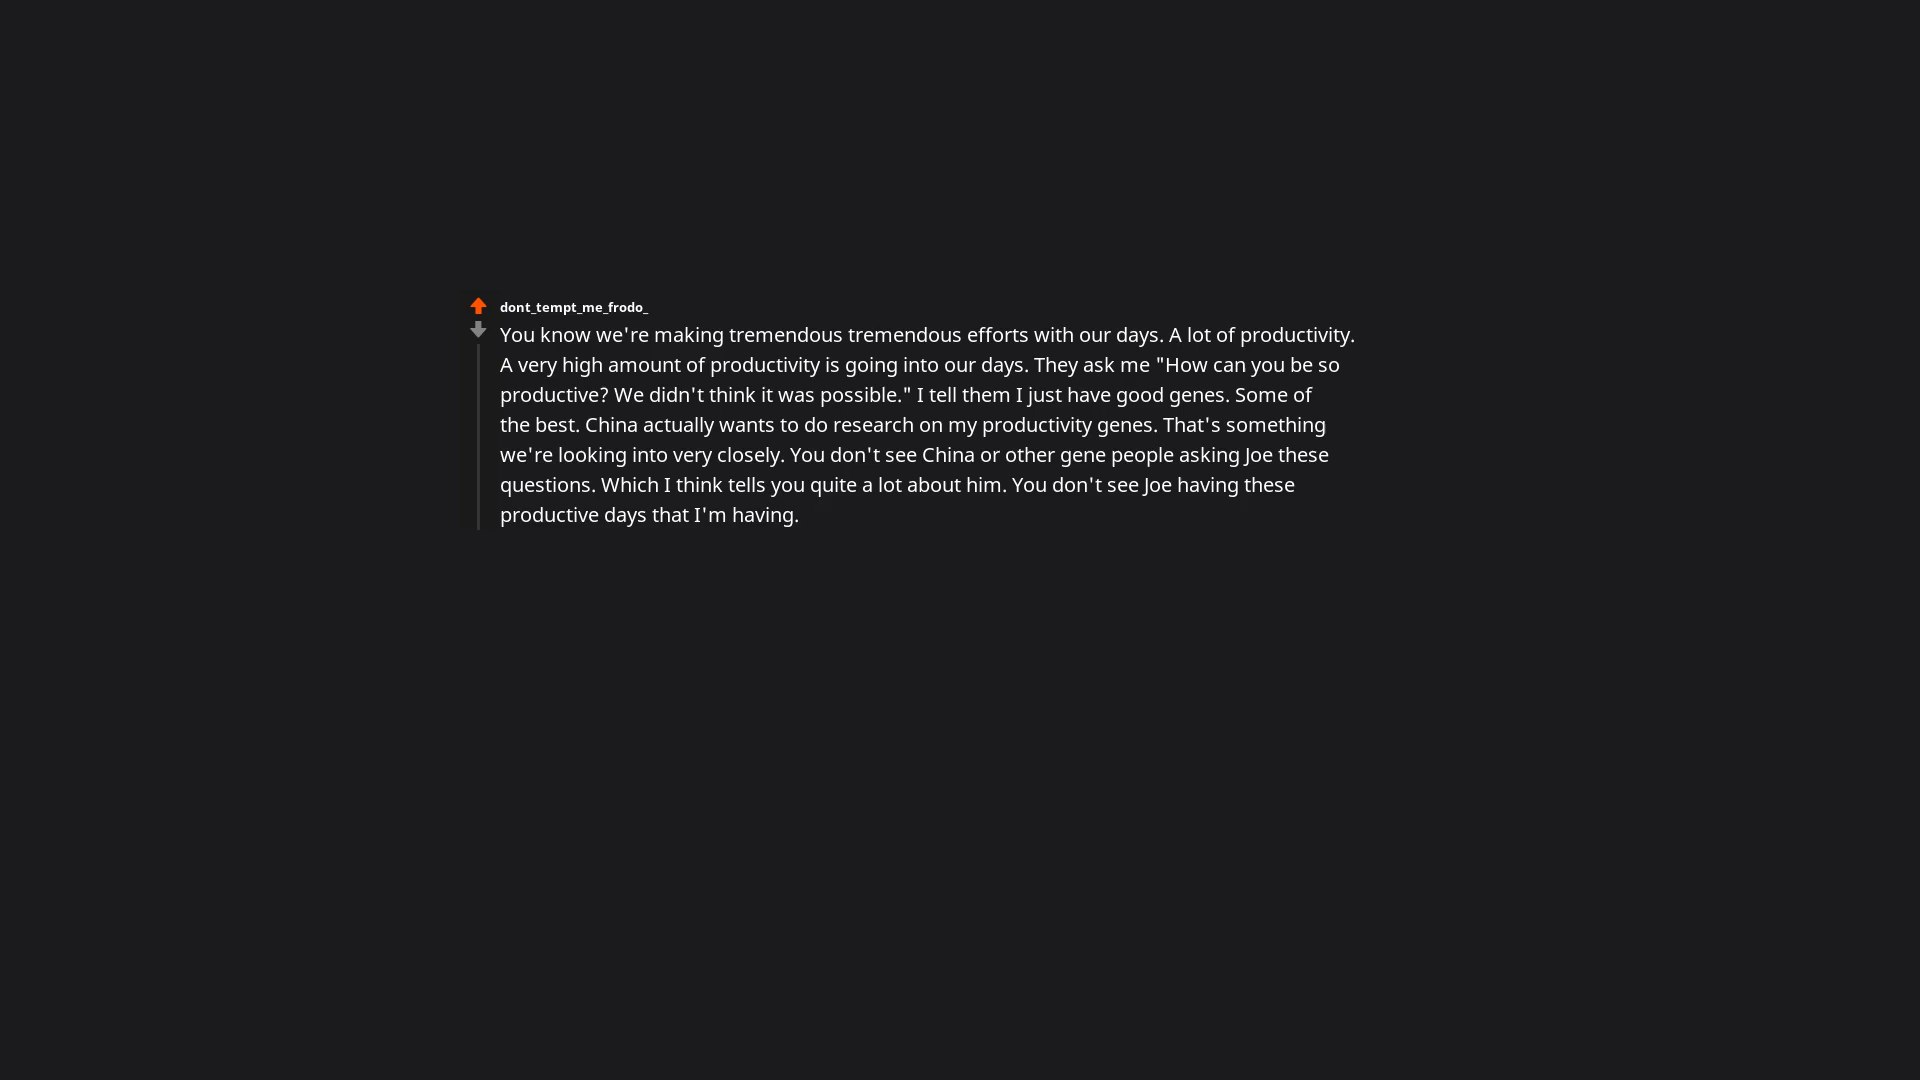 dont_tempt_me_frodo_
You know we're making tremendous tremendous efforts with our days. A lot of productivity.
A very high amount of productivity is going into our days. They ask me "How can you be so
productive? We didn't think it was possible." I tell them I just have good genes. Some of
the best. China actually wants to do research on my productivity genes. That's something
we're looking into very closely. You don't see China or other gene people asking Joe these
questions. Which I think tells you quite a lot about him. You don't see Joe having these
productive days that I'm having.